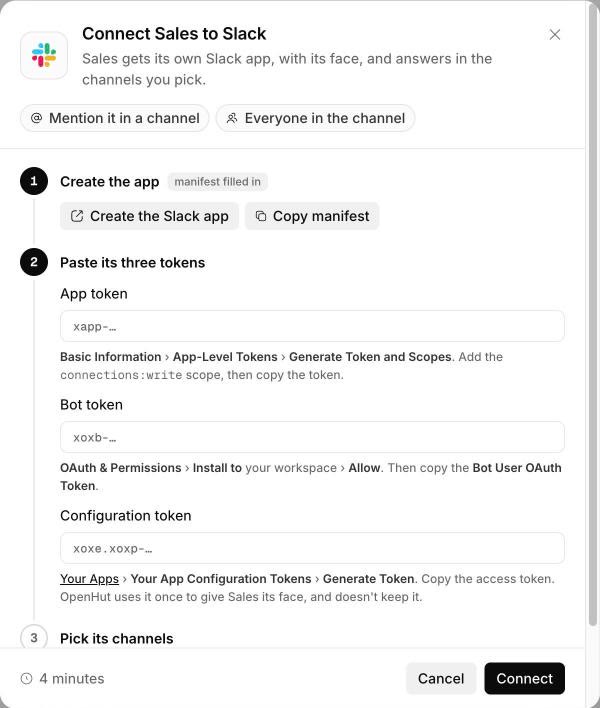 Connect Sales to Slack
Sales gets its own Slack app, with its face, and answers in the
channels you pick.
Mention it in a channel
Everyone in the channel
1 Create the app manifest filled in
Create the Slack app Copy manifest
2 Paste its three tokens
App token
xapp-…
Basic Information › App-Level Tokens › Generate Token and Scopes. Add the
connections:write scope, then copy the token.
Bot token
xoxb-…
OAuth & Permissions › Install to your workspace › Allow. Then copy the Bot User OAuth
Token.
Configuration token
xoxe.xoxp-…
Your Apps › Your App Configuration Tokens › Generate Token. Copy the access token.
OpenHut uses it once to give Sales its face, and doesn't keep it.
3 Pick its channels
4 minutes
Cancel Connect